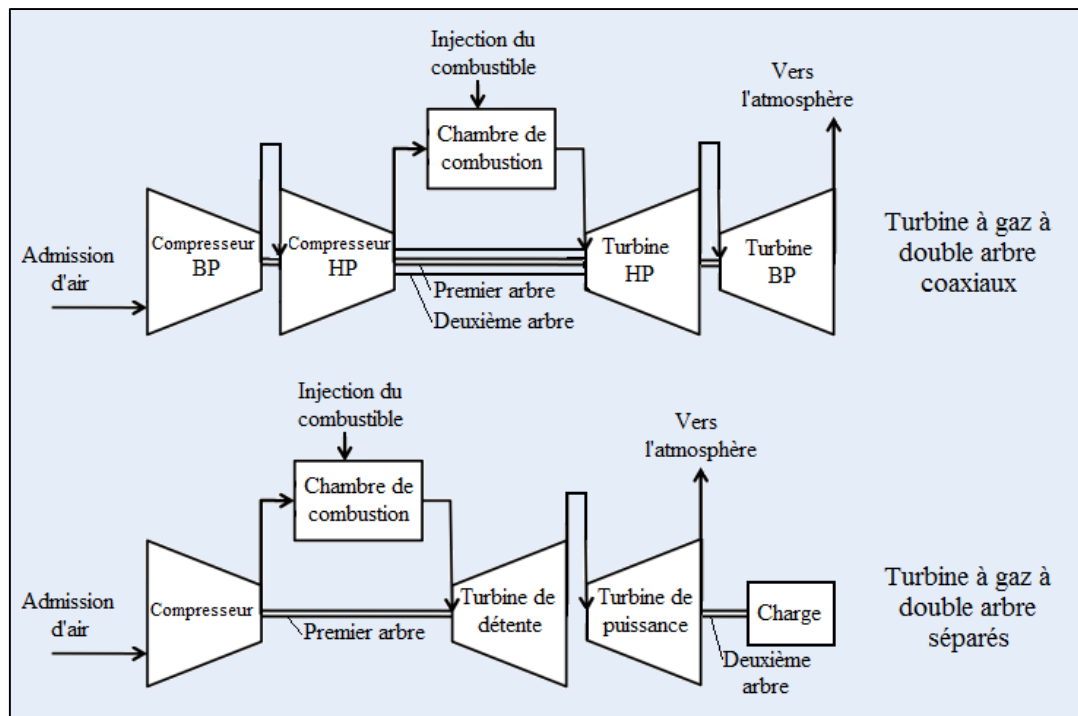 Injection du
combustible
Vers
l'atmosphère
Chambre de
combustion
Admission
d'air
Compresseur
BP
Compresseur
HP
Turbine
HP
Turbine
BP
Premier arbre
Deuxième arbre
Turbine à gaz à
double arbre
coaxiaux
Injection du
combustible
Vers
l'atmosphère
Chambre de
combustion
Admission
d'air
Compresseur
Premier arbre
Turbine de
détente
Turbine de
puissance
Charge
Deuxième
arbre
Turbine à gaz à
double arbre
séparés